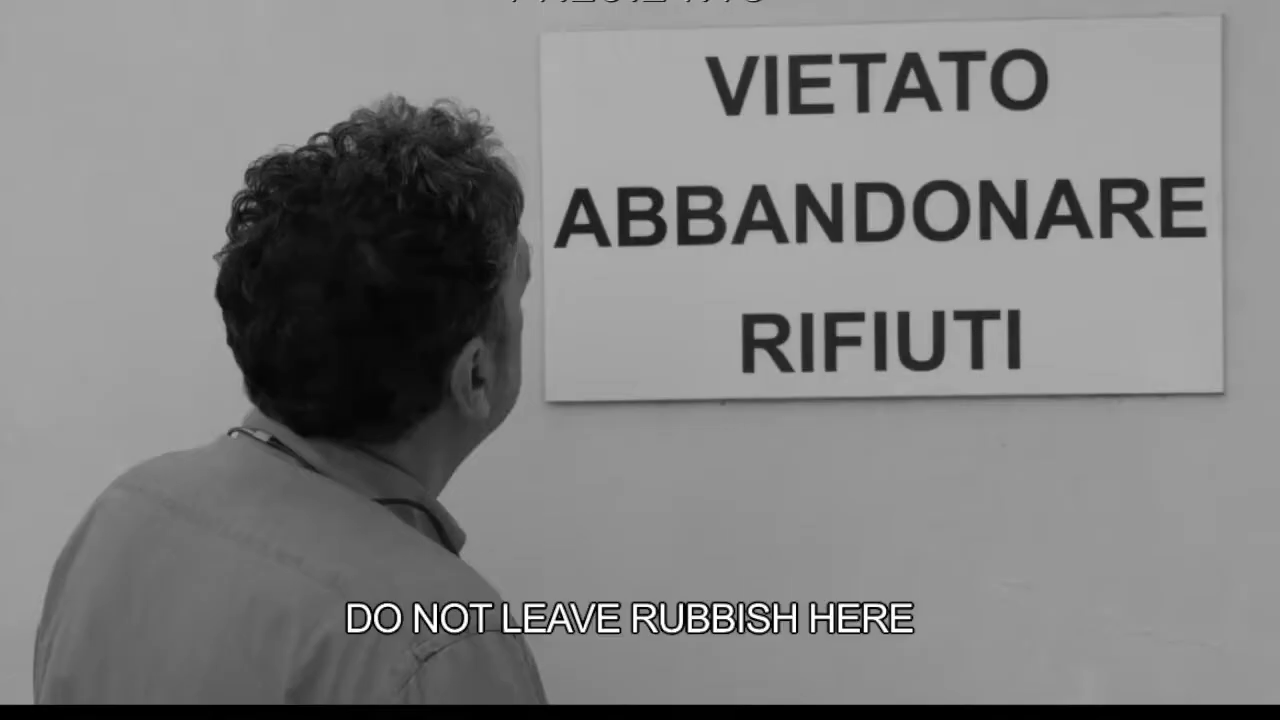 VIETATO
ABBANDONARE
RIFIUTI
DO NOT LEAVE RUBBISH HERE